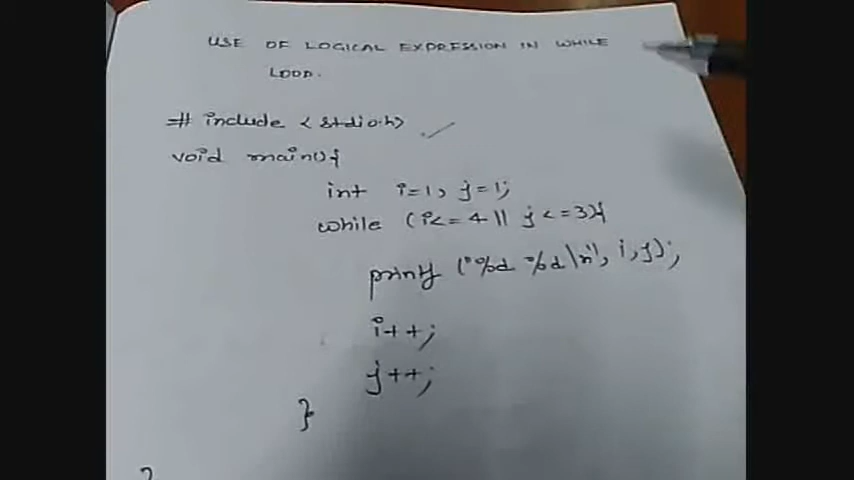 USE OF LOGICAL EXPRESSION IN WHILE
LOOP.
# include <stdio.h>
void main(){
int i=1, j=1;
while (i<= 4 || j <=3){
printf ("%d %d\n", i, j);
i++;
j++;
}
}